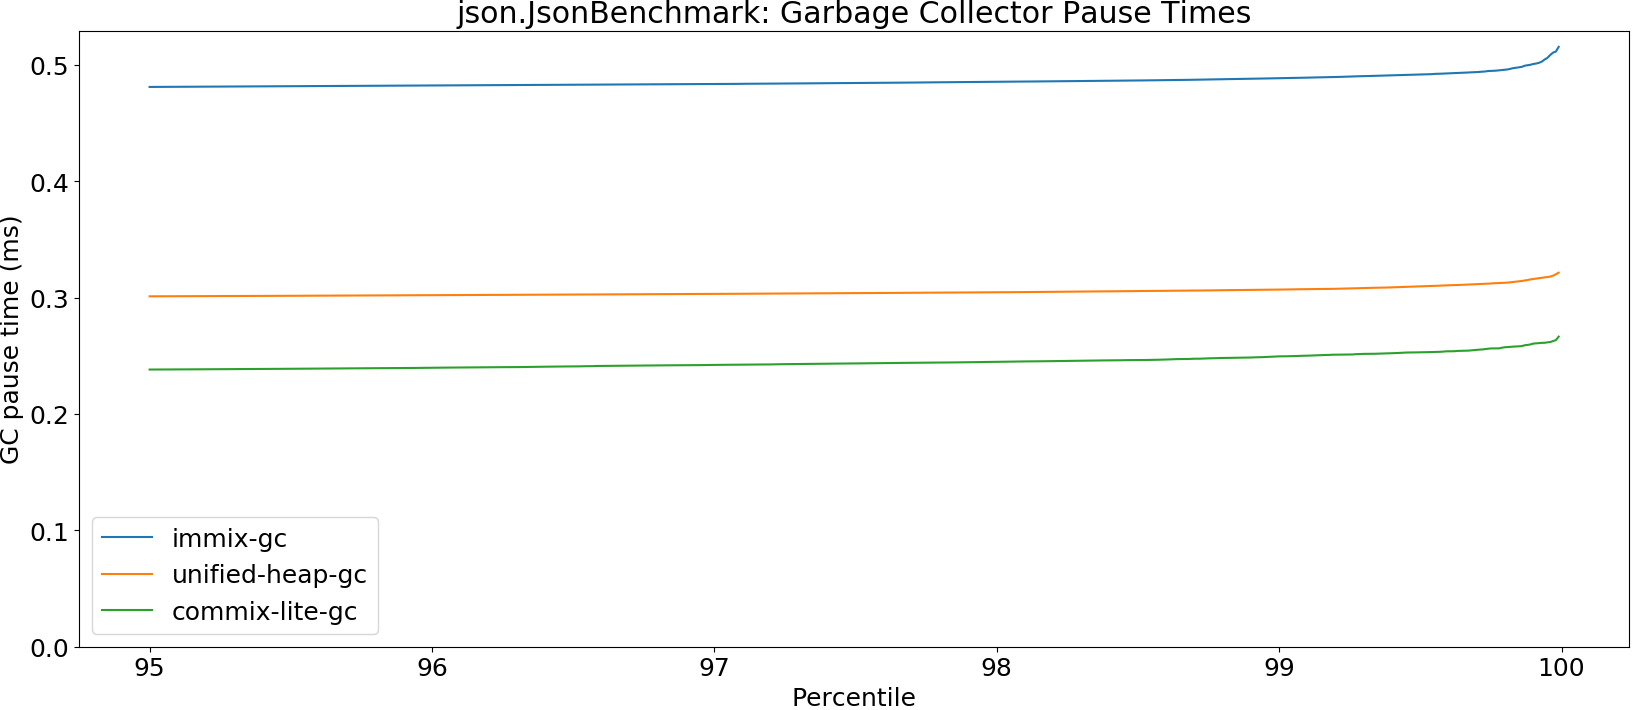 json.JsonBenchmark: Garbage Collector Pause Times
GC pause time (ms)
0.5
0.4
0.3
0.2
0.1
0.0
immix-gc
unified-heap-gc
commix-lite-gc
95 96 97 98 99 100
Percentile